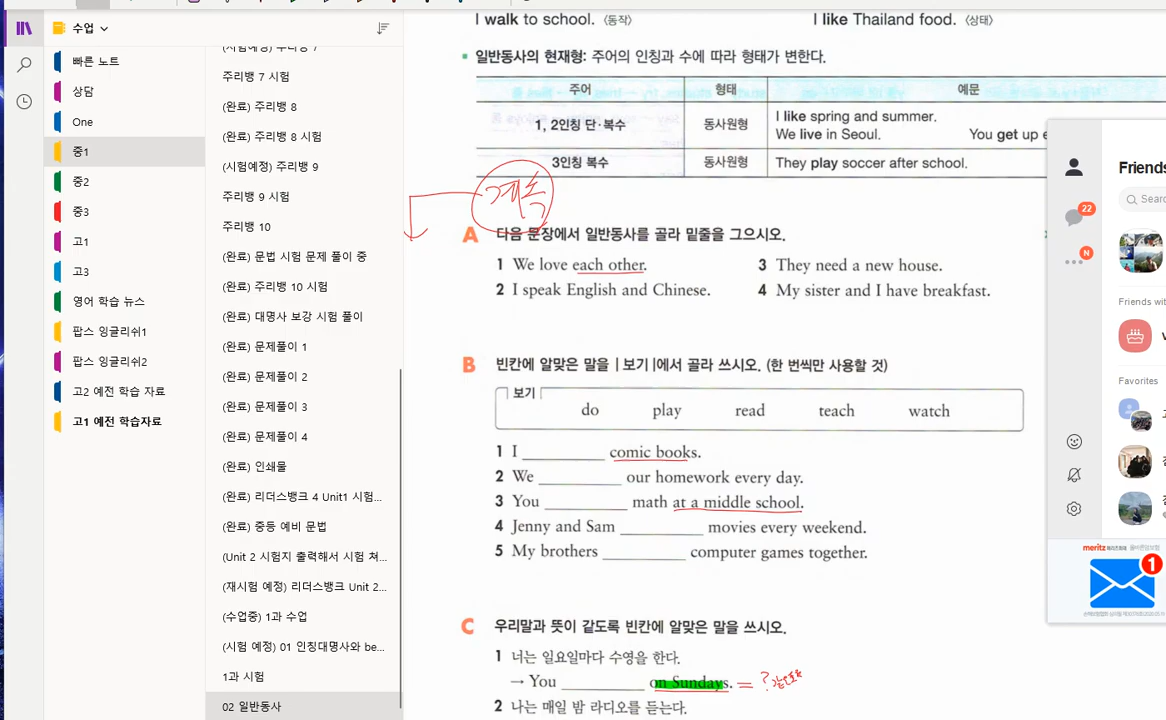 수업
빠른 노트
상담
One
중1
중2
중3
고1
고3
영어 학습 뉴스
팝스 잉글리쉬1
팝스 잉글리쉬2
고2 예전 학습 자료
고1 예전 학습자료
(시험예정) 주리뱅 7
주리뱅 7 시험
(완료) 주리뱅 8
(완료) 주리뱅 8 시험
(시험예정) 주리뱅 9
주리뱅 9 시험
주리뱅 10
(완료) 문법 시험 문제 풀이 중
(완료) 주리뱅 10 시험
(완료) 대명사 보강 시험 풀이
(완료) 문제풀이 1
(완료) 문제풀이 2
(완료) 문제풀이 3
(완료) 문제풀이 4
(완료) 인쇄물
(완료) 리더스뱅크 4 Unit1 시험...
(완료) 중등 예비 문법
(Unit 2 시험지 출력해서 시험 쳐...
(재시험 예정) 리더스뱅크 Unit 2...
(수업중) 1과 수업
(시험 예정) 01 인칭대명사와 be...
1과 시험
02 일반동사
I walk to school. 〈동작〉 I like Thailand food. 〈상태〉
일반동사의 현재형: 주어의 인칭과 수에 따라 형태가 변한다.
주어 형태 예문
1, 2인칭 단·복수 동사원형 I like spring and summer.
We live in Seoul. You get up
3인칭 복수 동사원형 They play soccer after school.
계속
A 다음 문장에서 일반동사를 골라 밑줄을 그으시오.
1 We love each other. 3 They need a new house.
2 I speak English and Chinese. 4 My sister and I have breakfast.
B 빈칸에 알맞은 말을 |보기|에서 골라 쓰시오. (한 번씩만 사용할 것)
보기
do play read teach watch
1 I ________ comic books.
2 We ________ our homework every day.
3 You ________ math at a middle school.
4 Jenny and Sam ________ movies every weekend.
5 My brothers ________ computer games together.
C 우리말과 뜻이 같도록 빈칸에 알맞은 말을 쓰시오.
1 너는 일요일마다 수영을 한다.
→ You ________ on Sundays. = ?
2 나는 매일 밤 라디오를 듣는다.
Friends
22
N
Friends wi
Favorites
meritz
1